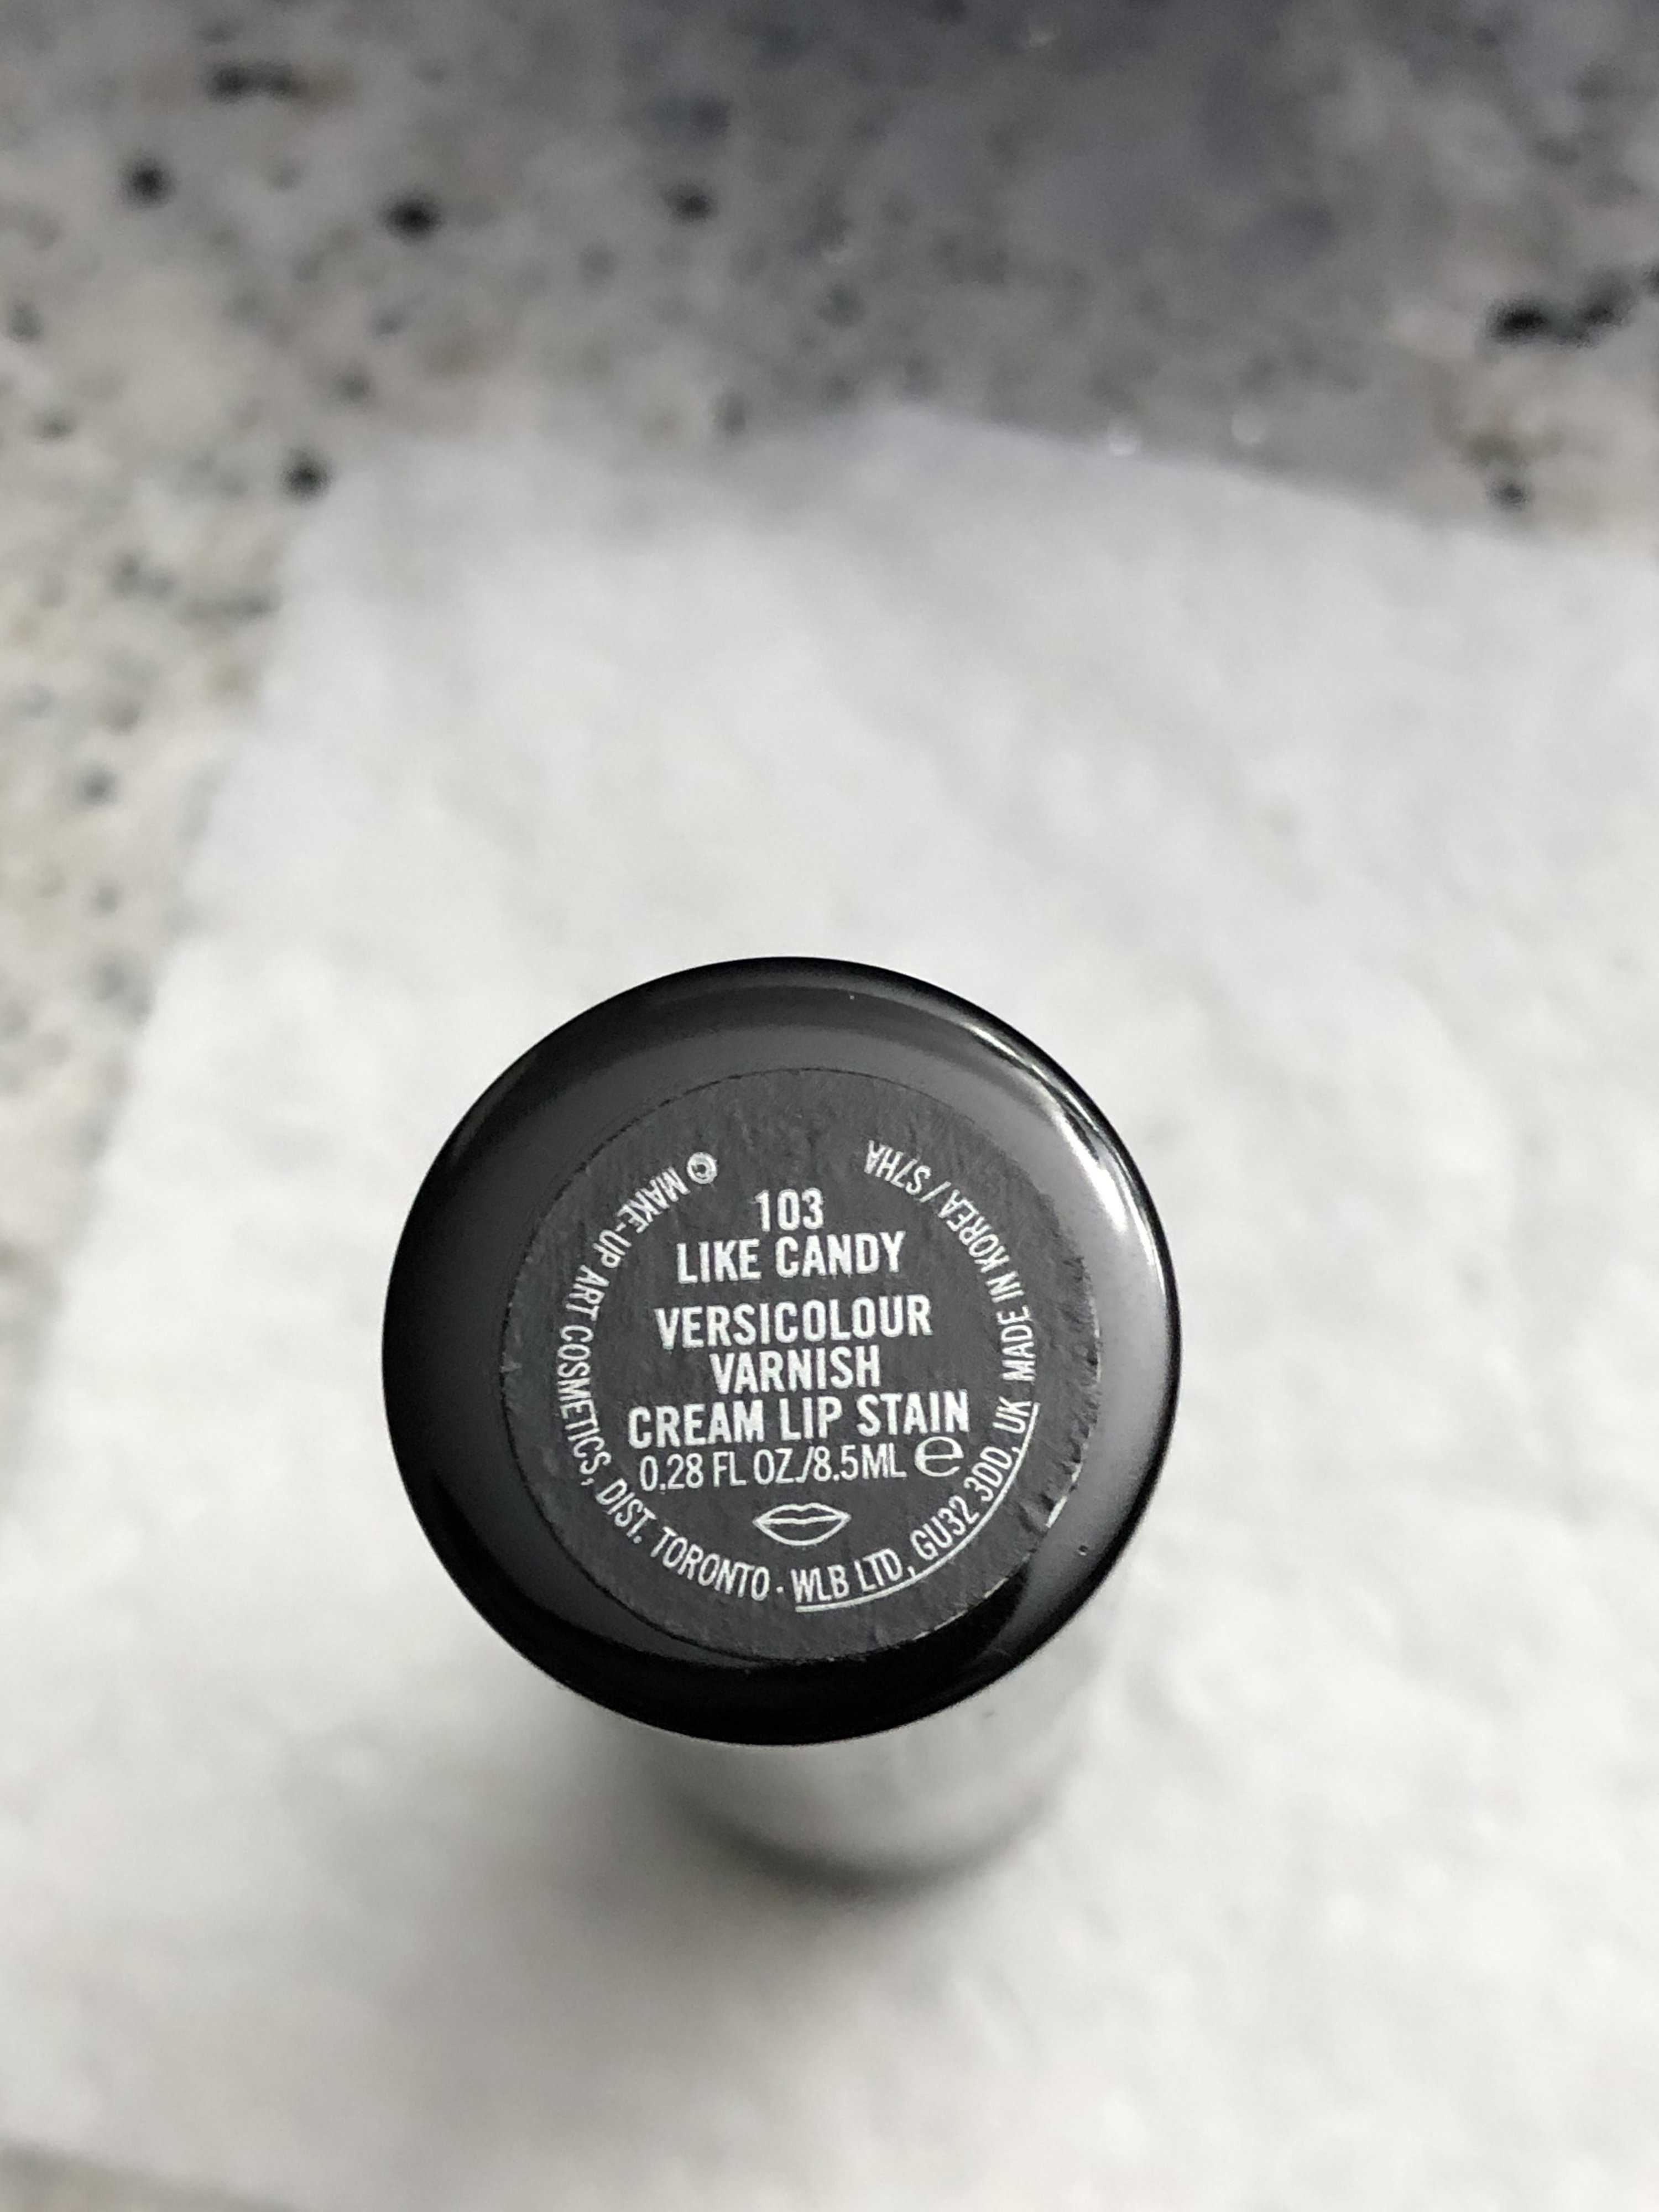 103
LIKE CANDY
VERSICOLOUR
VARNISH
CREAM LIP STAIN
0.28 FL OZ./8.5ML ℮
© MAKE-UP ART COSMETICS, DIST. TORONTO · WLB LTD, GU32 3DD, UK MADE IN KOREA / S7HA